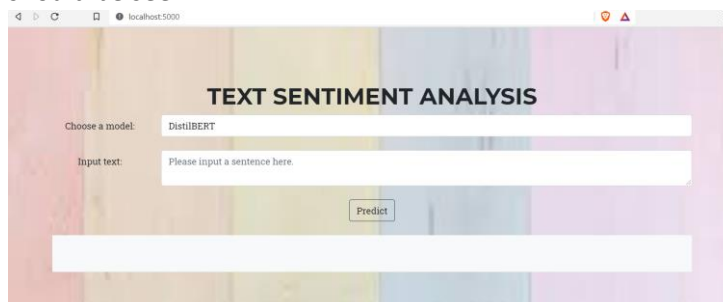 localhost:5000
TEXT SENTIMENT ANALYSIS
Choose a model:
DistilBERT
Input text:
Please input a sentence here.
Predict